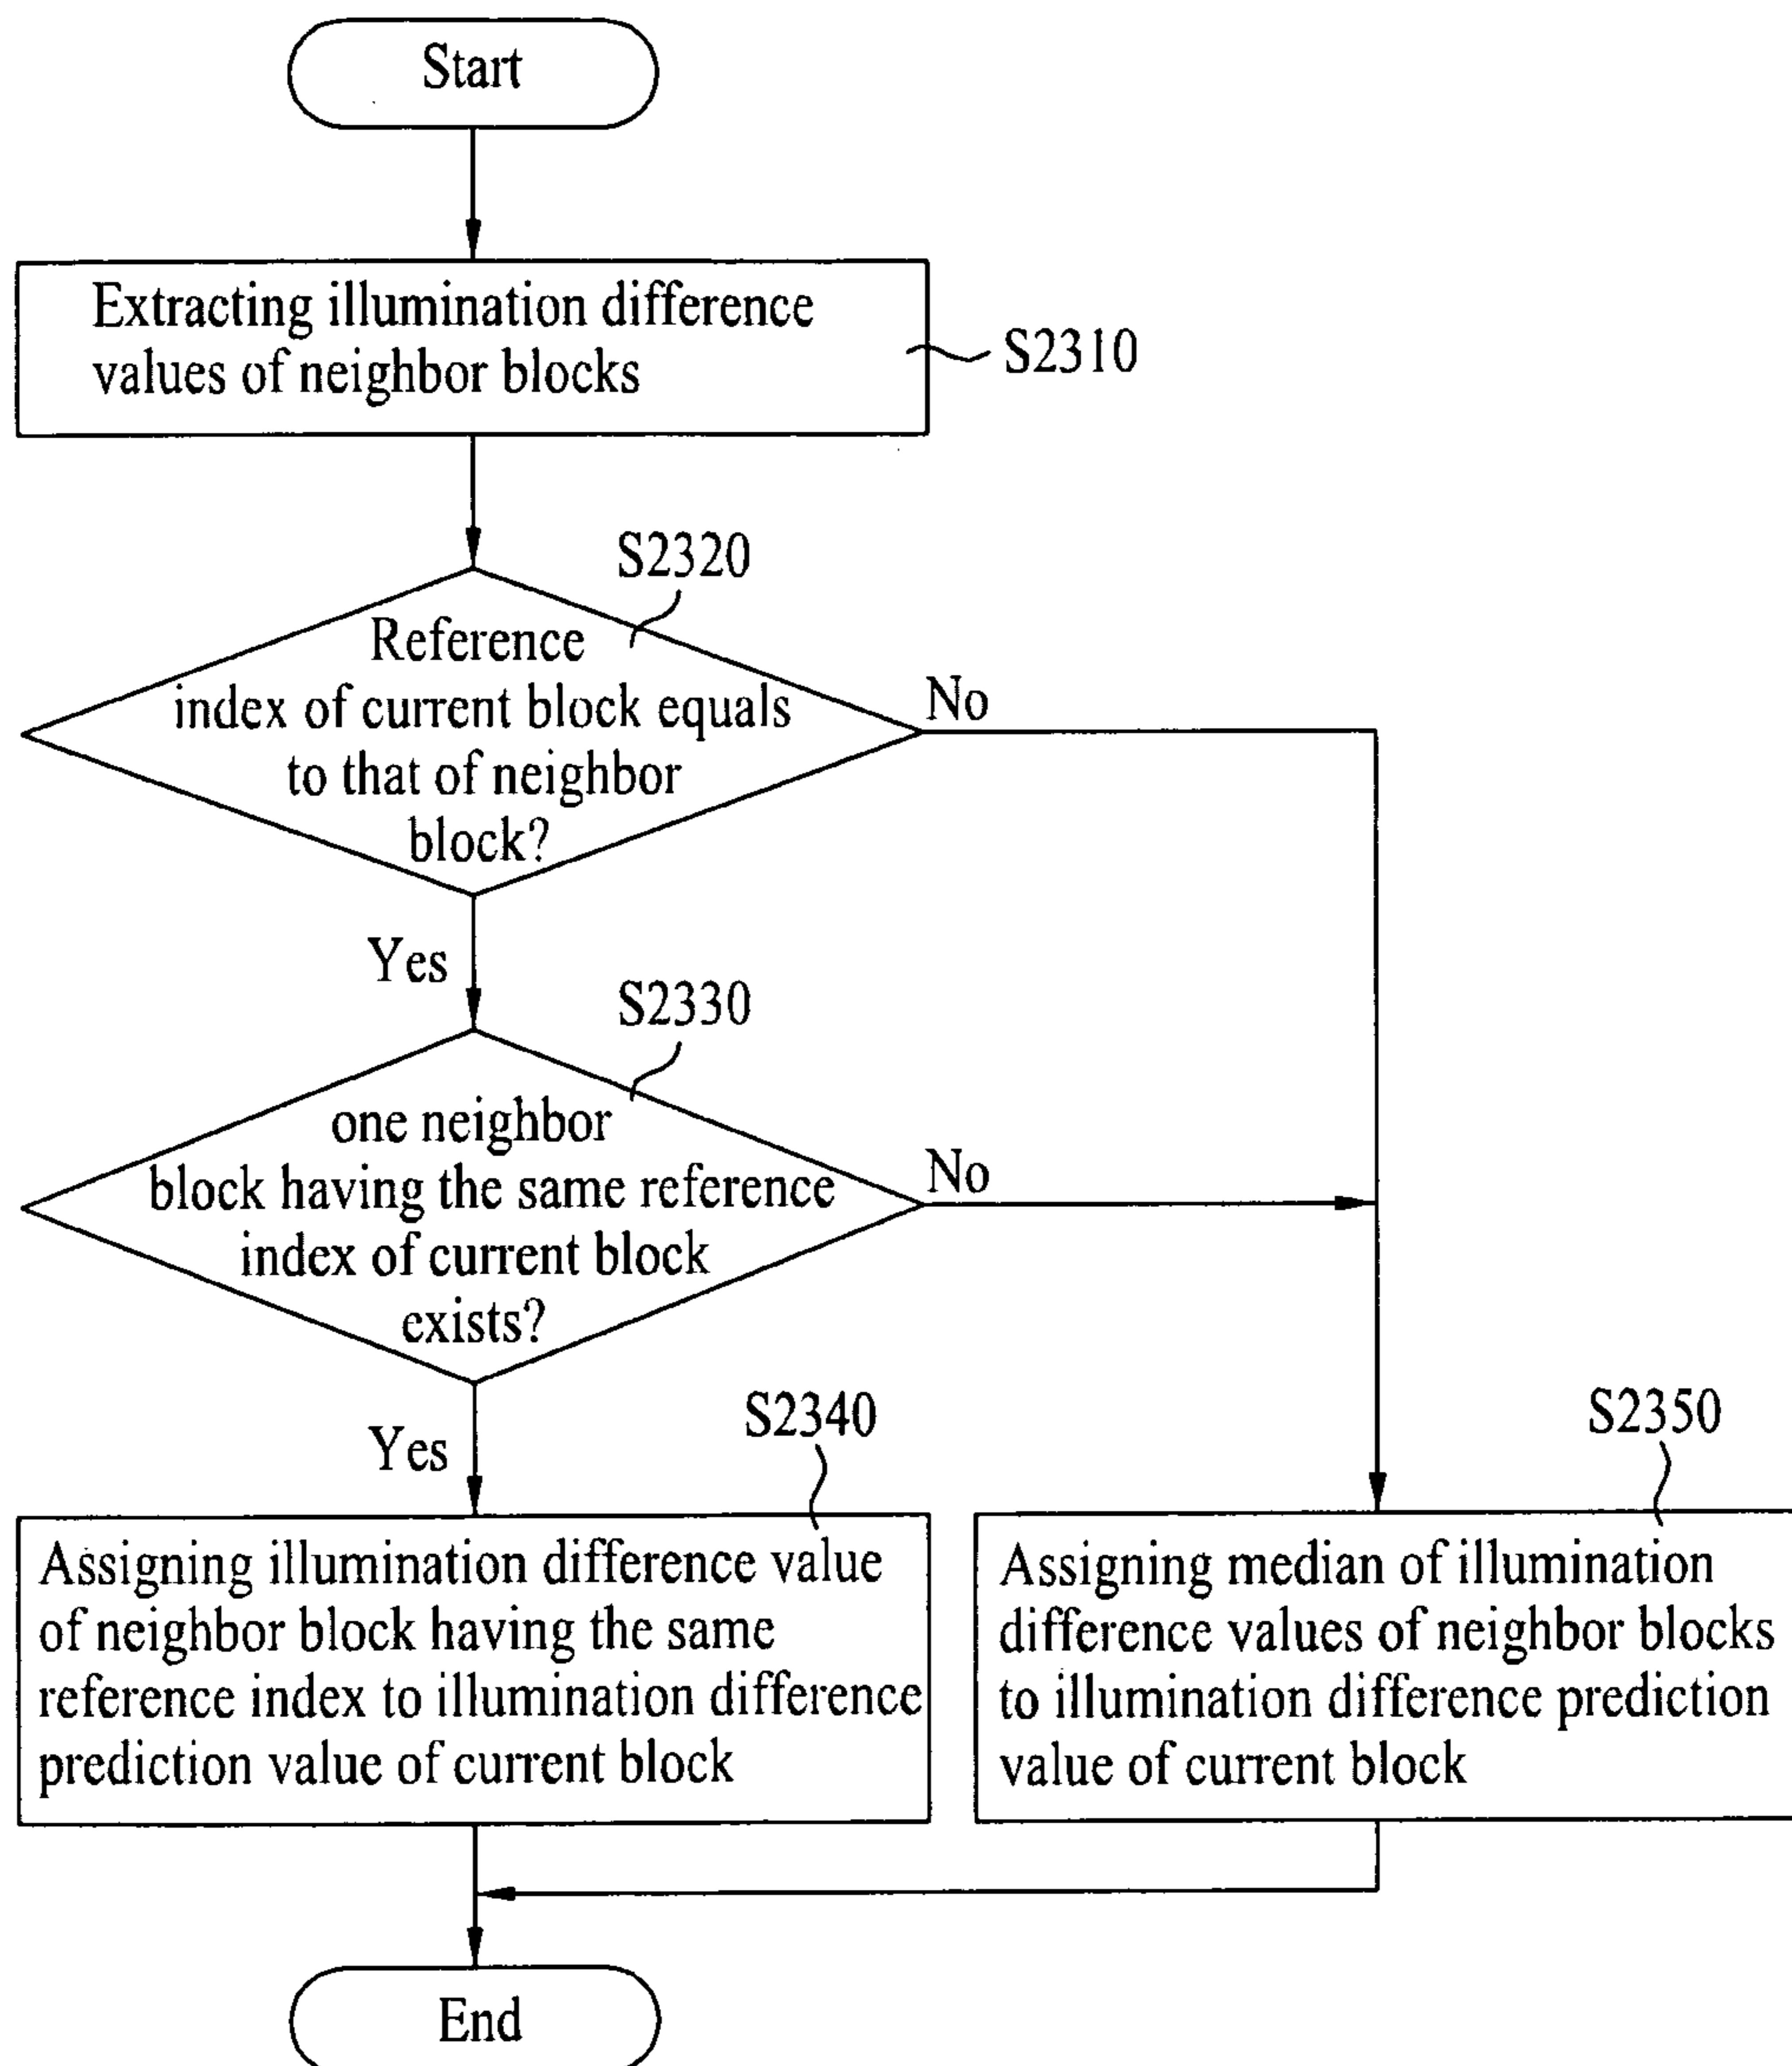 Start
Extracting illumination difference
values of neighbor blocks
S2310
S2320
Reference
index of current block equals
to that of neighbor
block?
No
Yes
S2330
one neighbor
block having the same reference
index of current block
exists?
No
Yes
S2340
Assigning illumination difference value
of neighbor block having the same
reference index to illumination difference
prediction value of current block
S2350
Assigning median of illumination
difference values of neighbor blocks
to illumination difference prediction
value of current block
End